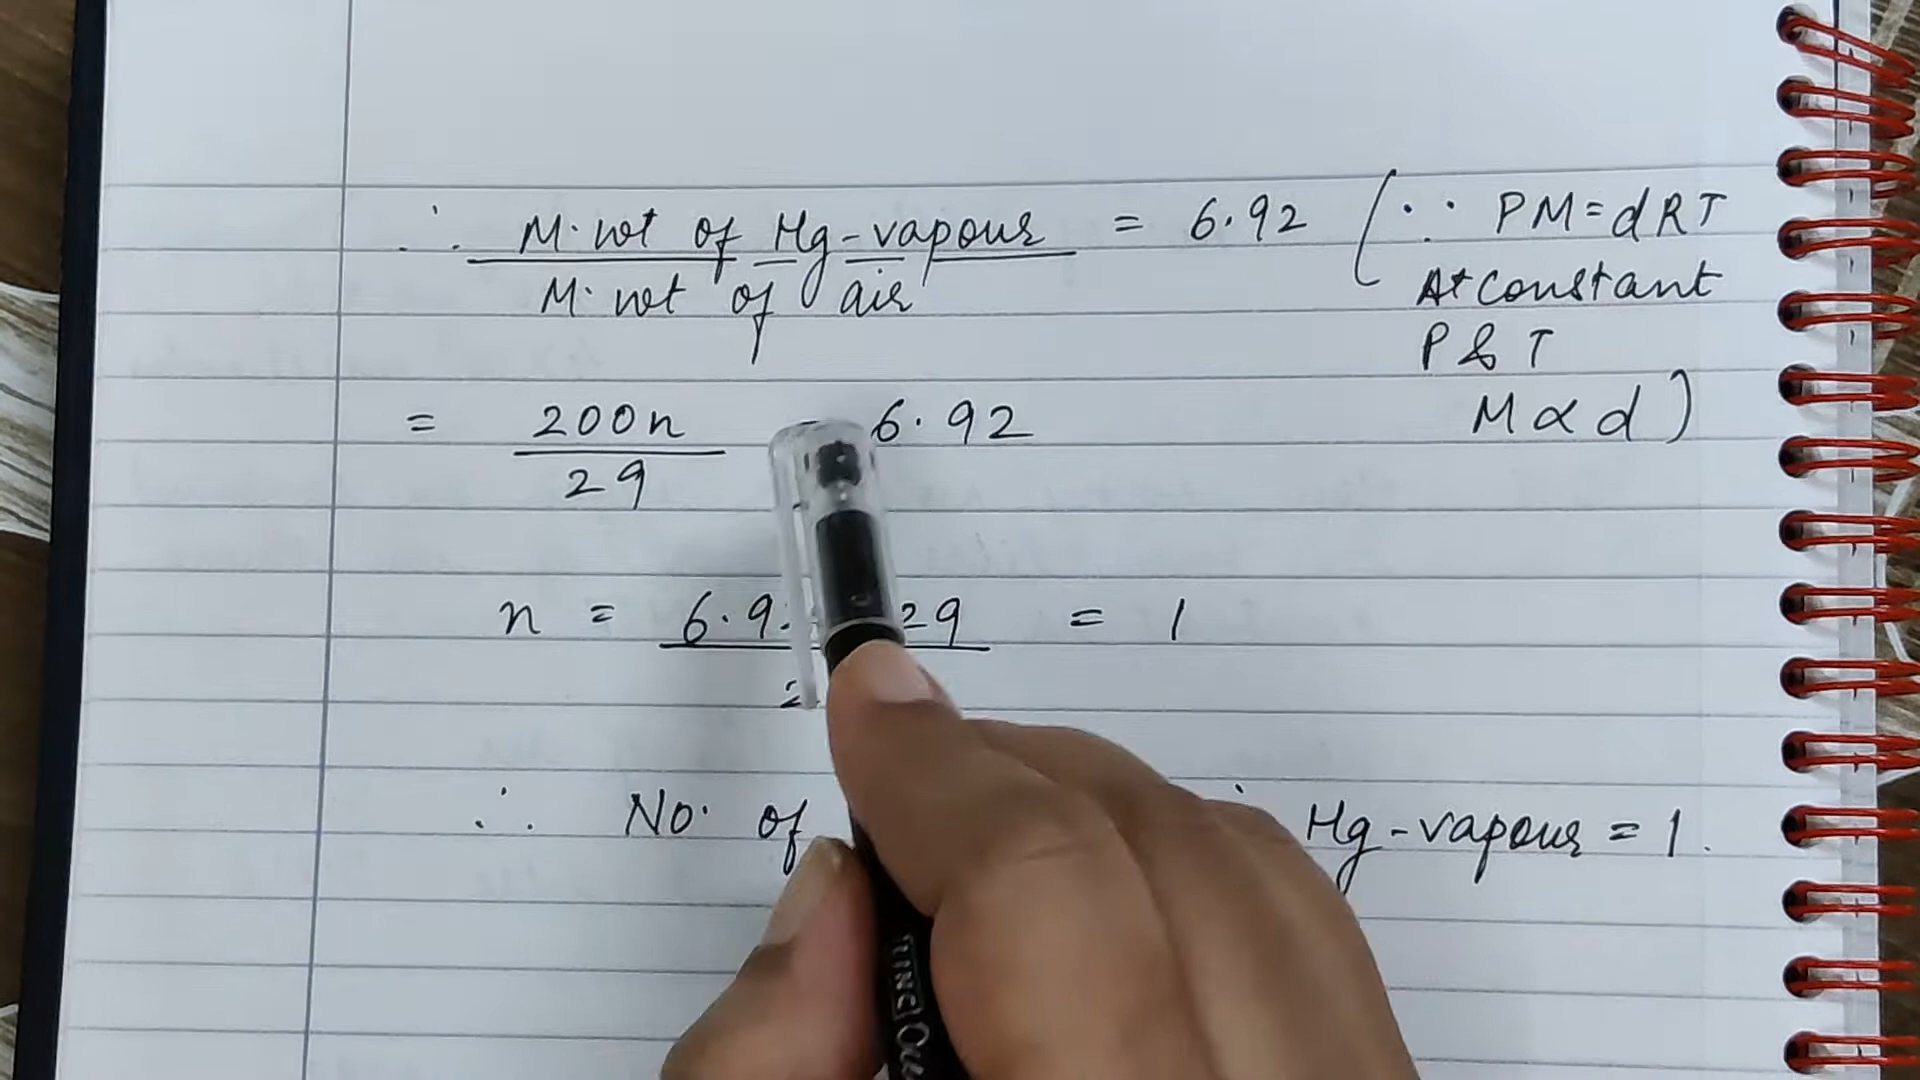 ∴ M. wt of Hg-vapour = 6.92 (∵ PM = dRT
M. wt of air
At constant
P & T
M ∝ d)
= 200n = 6.92
29
n = 6.9 29 = 1
2
∴ No. of Hg-vapour = 1.